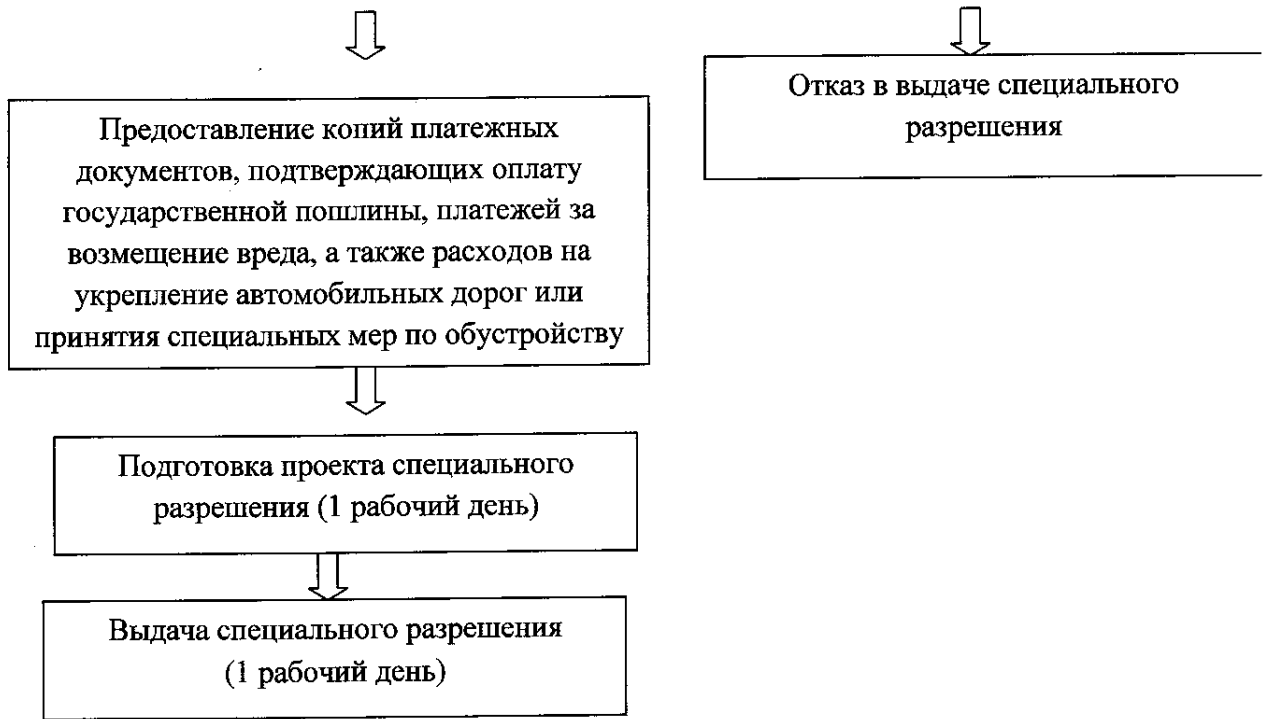 Предоставление копий платежных
документов, подтверждающих оплату
государственной пошлины, платежей за
возмещение вреда, а также расходов на
укрепление автомобильных дорог или
принятия специальных мер по обустройству
Подготовка проекта специального
разрешения (1 рабочий день)
Выдача специального разрешения
(1 рабочий день)
Отказ в выдаче специального
разрешения